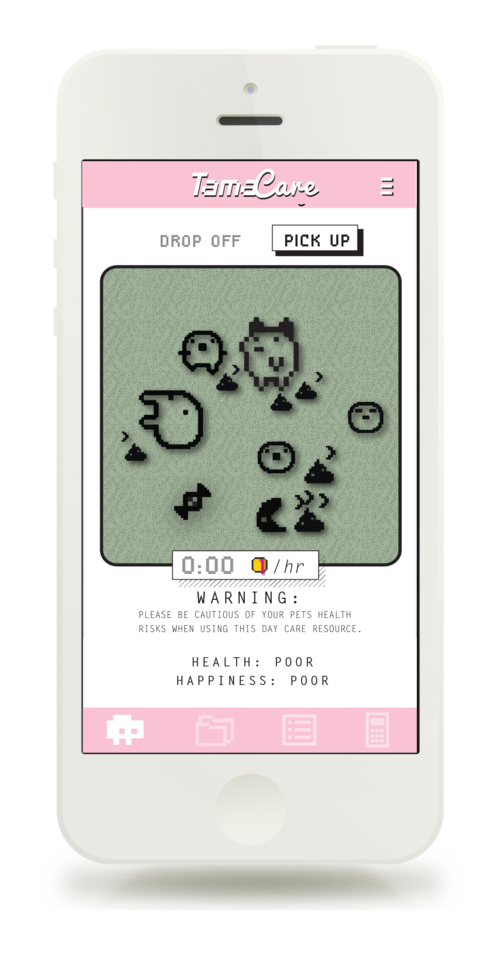 TamaCare
DROP OFF PICK UP
0:00 /hr
WARNING:
PLEASE BE CAUTIOUS OF YOUR PETS HEALTH
RISKS WHEN USING THIS DAY CARE RESOURCE.
HEALTH: POOR
HAPPINESS: POOR